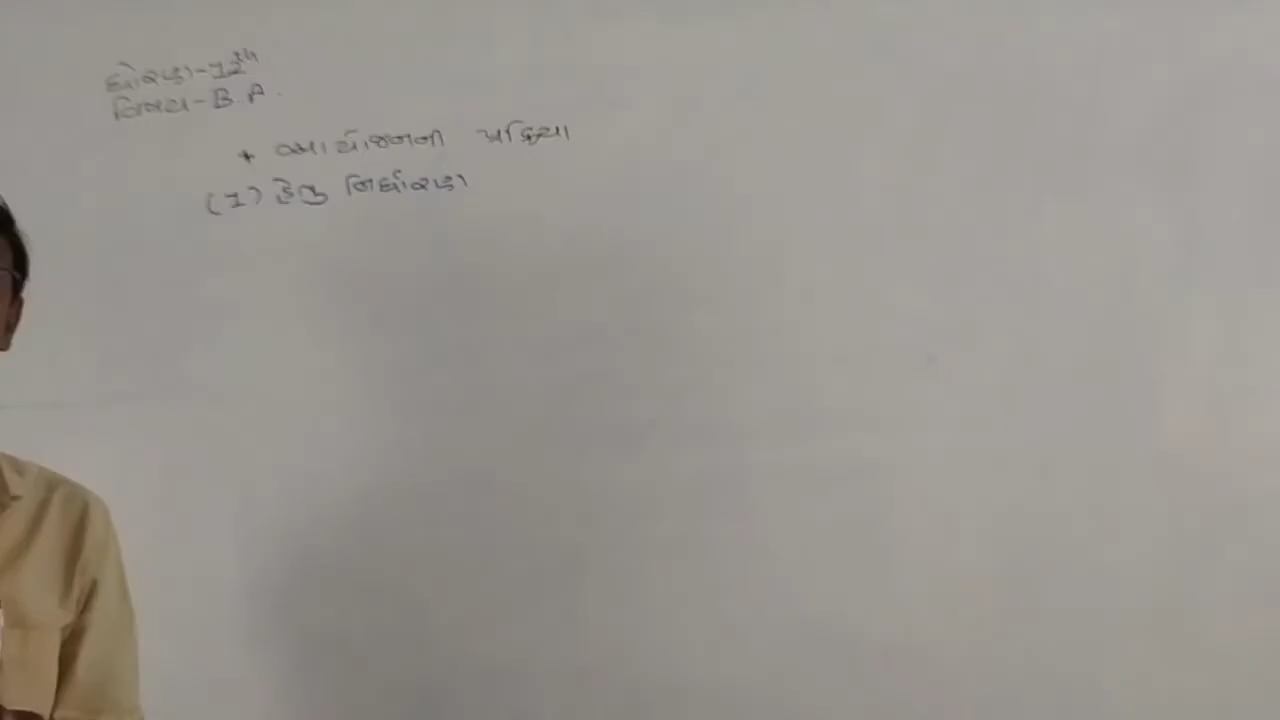 ધોરણ-12th
વિષય-B.A.
* આયોજનની પ્રક્રિયા
(1) હેતુ નિર્ધારણ